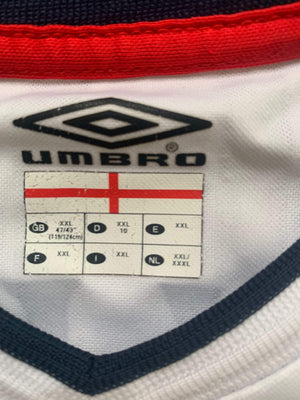 UMBRO
GB XXL D XXL E XXL
47/49" 10
(119/124cm)
F XXL I XXL NL XXL/
XXXL